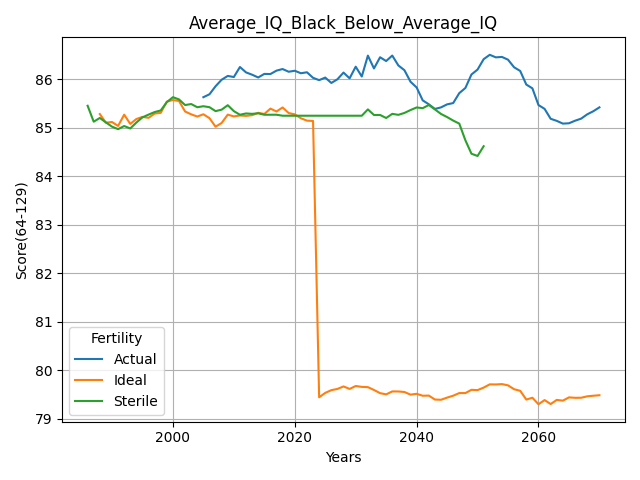 Average_IQ_Black_Below_Average_IQ
Score(64-129)
86
85
84
83
82
81
80
79
Fertility
Actual
Ideal
Sterile
2000
2020
2040
2060
Years